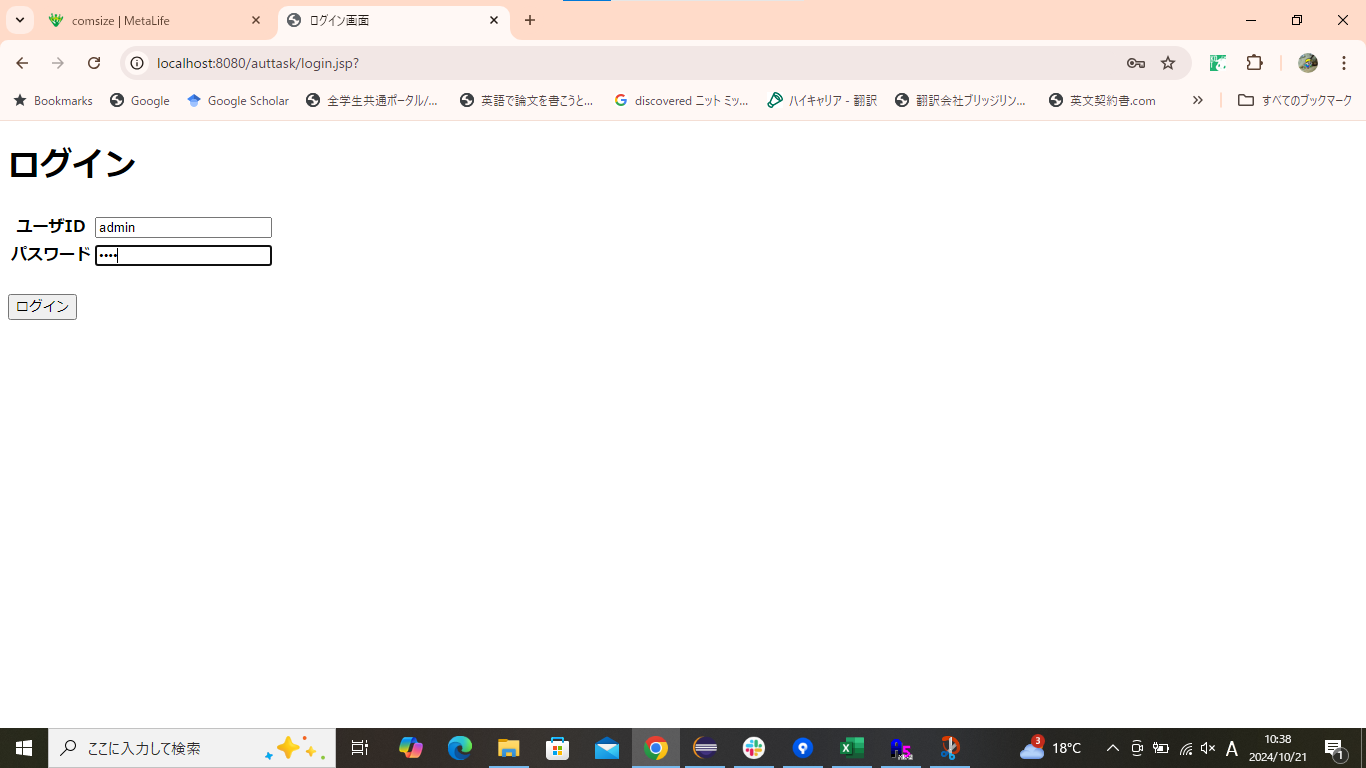 comsize | MetaLife
ログイン画面
localhost:8080/auttask/login.jsp?
Bookmarks
Google
Google Scholar
全学生共通ポータル/...
英語で論文を書こうと...
discovered ニット ミッ...
ハイキャリア - 翻訳
翻訳会社ブリッジリン...
英文契約書.com
すべてのブックマーク
ログイン
ユーザID admin
パスワード ••••
ログイン
ここに入力して検索
3
18°C
A
10:38
2024/10/21
1